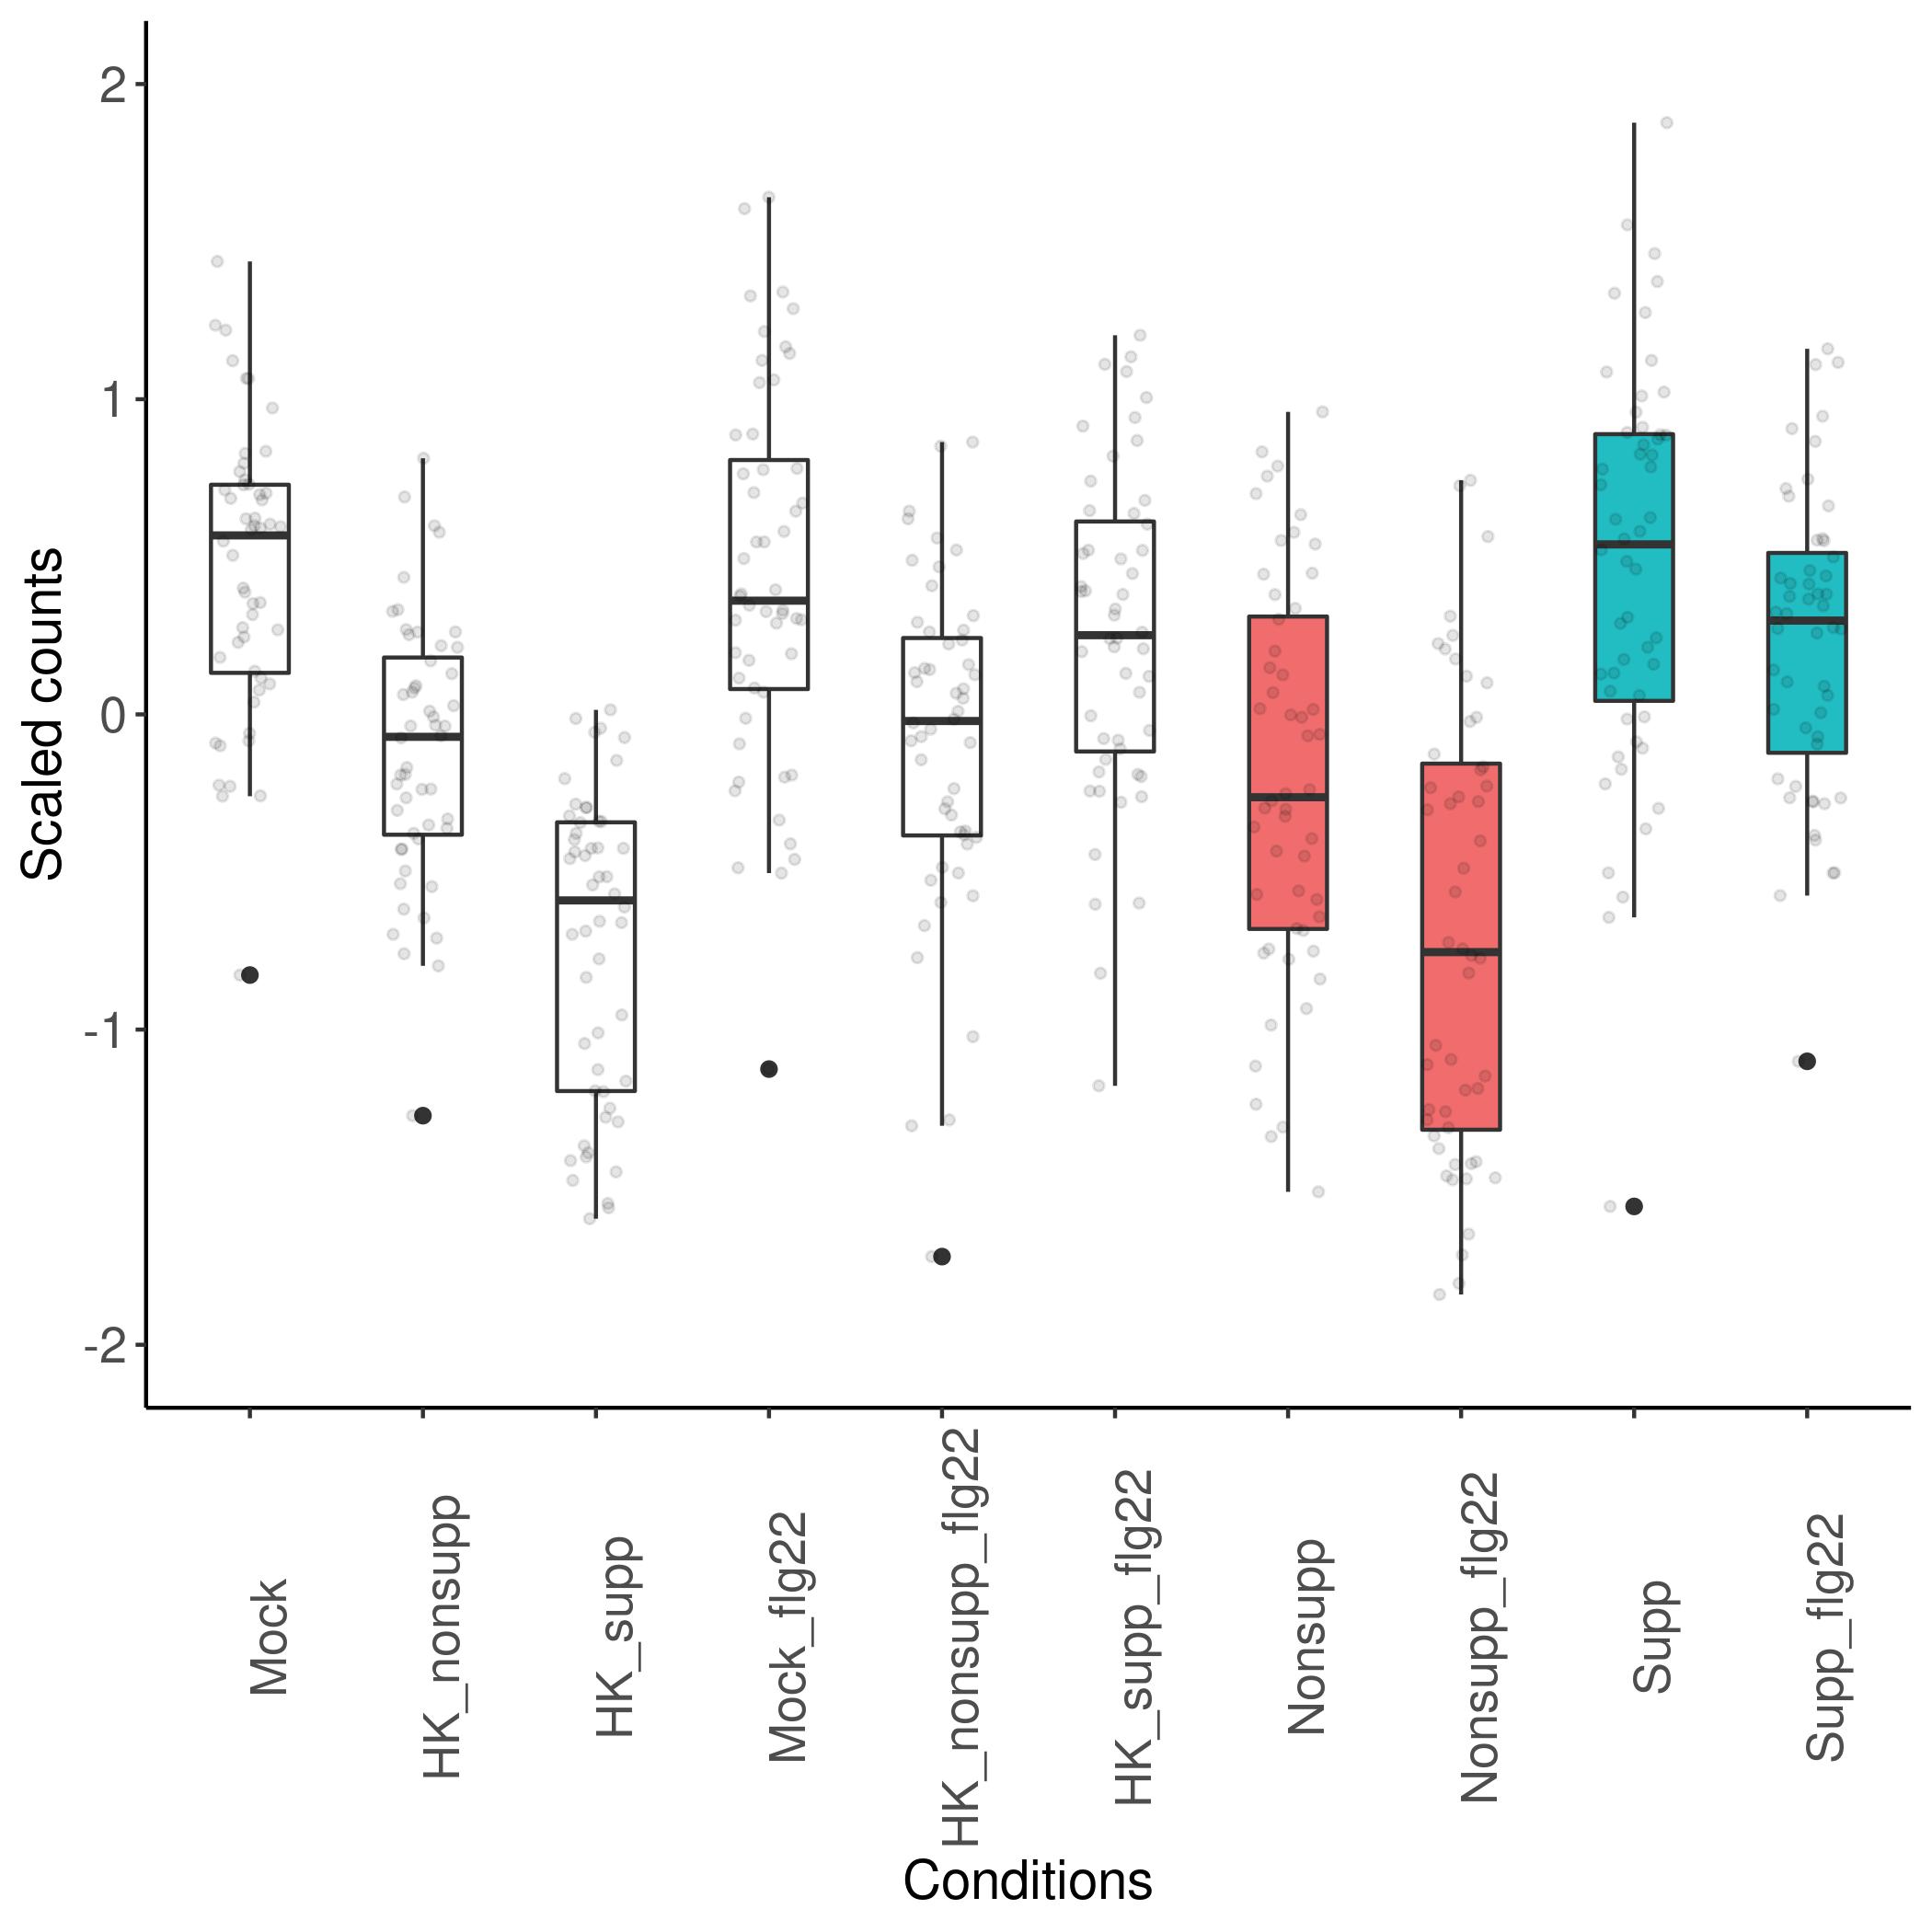 Scaled counts
2
1
0
-1
-2
Mock
HK_nonsupp
HK_supp
Mock_flg22
HK_nonsupp_flg22
HK_supp_flg22
Nonsupp
Nonsupp_flg22
Supp
Supp_flg22
Conditions